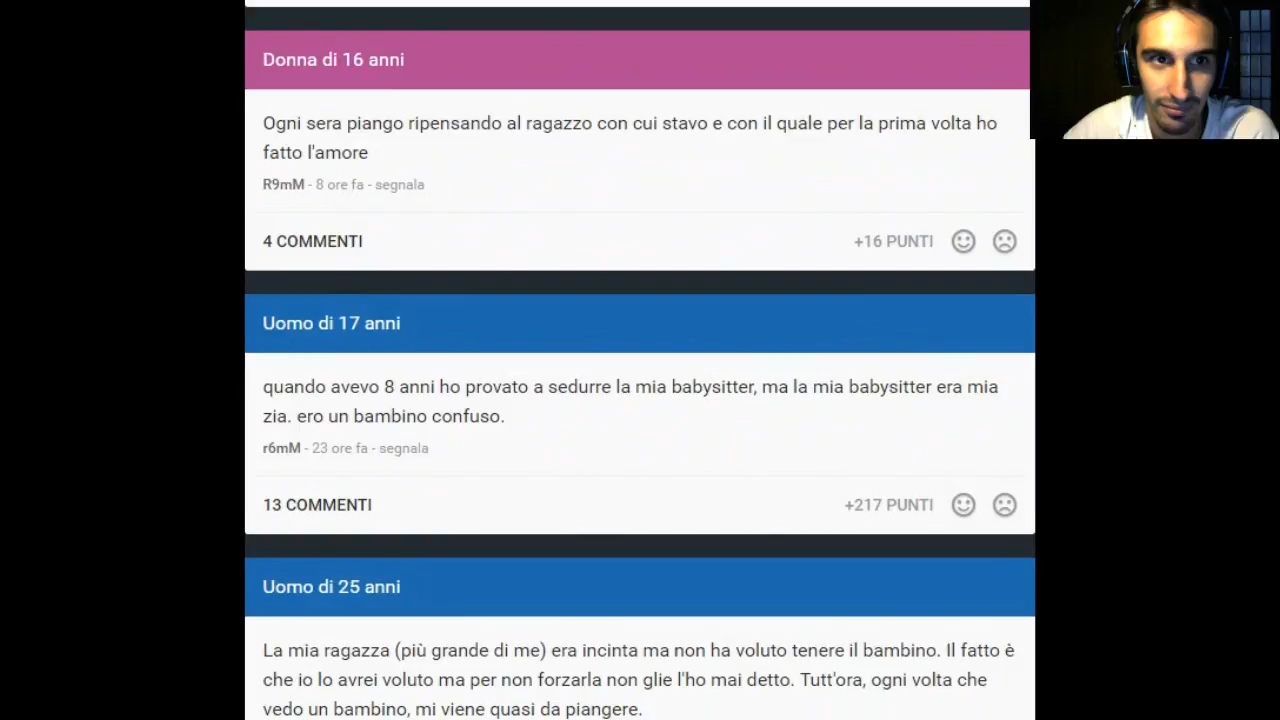 Donna di 16 anni
Ogni sera piango ripensando al ragazzo con cui stavo e con il quale per la prima volta ho
fatto l'amore
R9mM - 8 ore fa - segnala
4 COMMENTI
+16 PUNTI
Uomo di 17 anni
quando avevo 8 anni ho provato a sedurre la mia babysitter, ma la mia babysitter era mia
zia. ero un bambino confuso.
r6mM - 23 ore fa - segnala
13 COMMENTI
+217 PUNTI
Uomo di 25 anni
La mia ragazza (più grande di me) era incinta ma non ha voluto tenere il bambino. Il fatto è
che io lo avrei voluto ma per non forzarla non glie l'ho mai detto. Tutt'ora, ogni volta che
vedo un bambino, mi viene quasi da piangere.